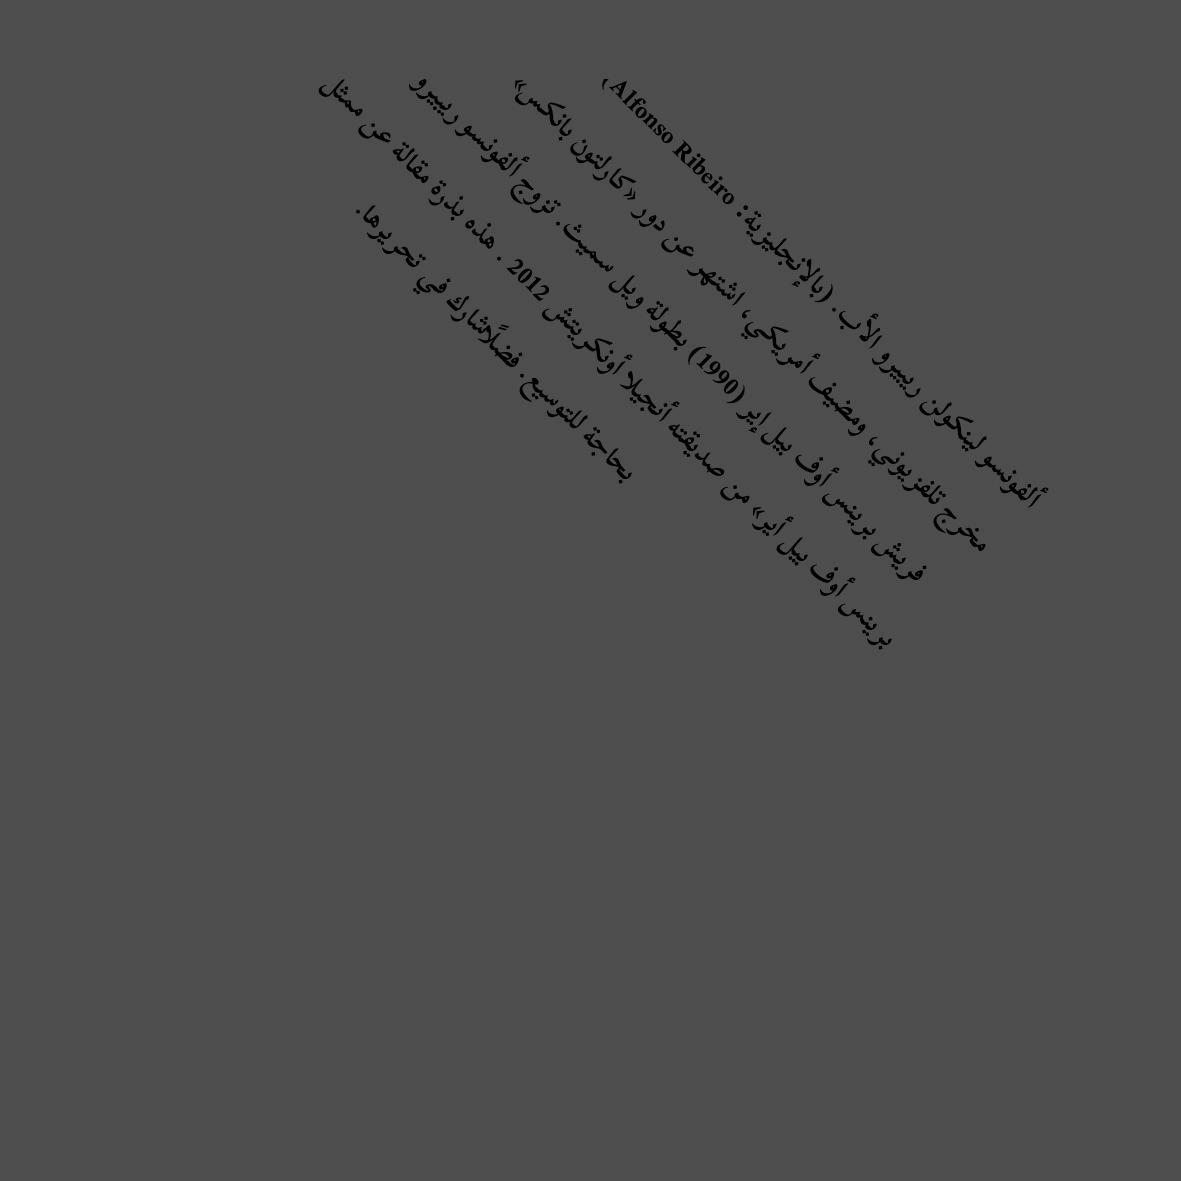 ألفونسو لينكولن ريبيرو الأب. (بالإنجليزية: Alfonso Ribeiro
مخرج تلفزيوني، ومضيف أمريكي، اشتهر عن دور «كارلتون بانكس»
فريش برينس أوف بيل إير (1990) بطولة ويل سميث. تزوج ألفونسو ريبيرو
برينس أوف بيل أير» من صديقته أنجيلا أونكريتش 2012 . هذه بذرة مقالة عن ممثل
بحاجة للتوسيع. فضلًاشارك في تحريرها.